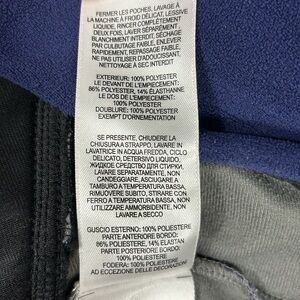 FERMER LES POCHES, LAVAGE À
LA MACHINE À FROID DÉLICAT, LESSIVE
LIQUIDE, RINCER COMPLÈTEMENT
DEUX FOIS, LAVER SÉPARÉMENT,
BLANCHIMENT INTERDIT, SÉCHAGE
PAR CULBUTAGE FAIBLE, ENLEVER
RAPIDEMENT, REPASSAGE FAIBLE,
NE PAS UTILISER D'ADOUCISSANT,
NETTOYAGE À SEC INTERDIT
EXTERIEUR: 100% POLYESTER
LE DEVANT DE L'EMPIECEMENT:
86% POLYESTER, 14% ÉLASTHANNE
LE DOS DE L'EMPIECEMENT:
100% POLYESTER
DOUBLURE: 100% POLYESTER
EXEMPT D'ORNEMENTATION
SE PRESENTE, CHIUDERE LA
CHIUSURA A STRAPPO, LAVARE IN
LAVATRICE IN ACQUA FREDDA, CICLO
DELICATO, DETERSIVO LIQUIDO,
ЖИДКОЕ СРЕДСТВО ДЛЯ СТИРКИ
LAVARE SEPARATAMENTE, NON
CANDEGGIARE, ASCIUGARE A
TAMBURO A TEMPERATURA BASSA,
RIMUOVERE SUBITO, STIRARE CON
FERRO A TEMPERATURA BASSA,
NON USARE AMMORBIDENTE, NON
LAVARE A SECCO
GUSCIO ESTERNO: 100% POLIESTERE
PARTE ANTERIORE BORDO:
86% POLIESTERE, 14% ELASTAN
PARTE POSTERIORE BORDO:
100% POLIESTERE
FODERA: 100% POLIESTERE
AD ECCEZIONE DELLE DECORAZIONI